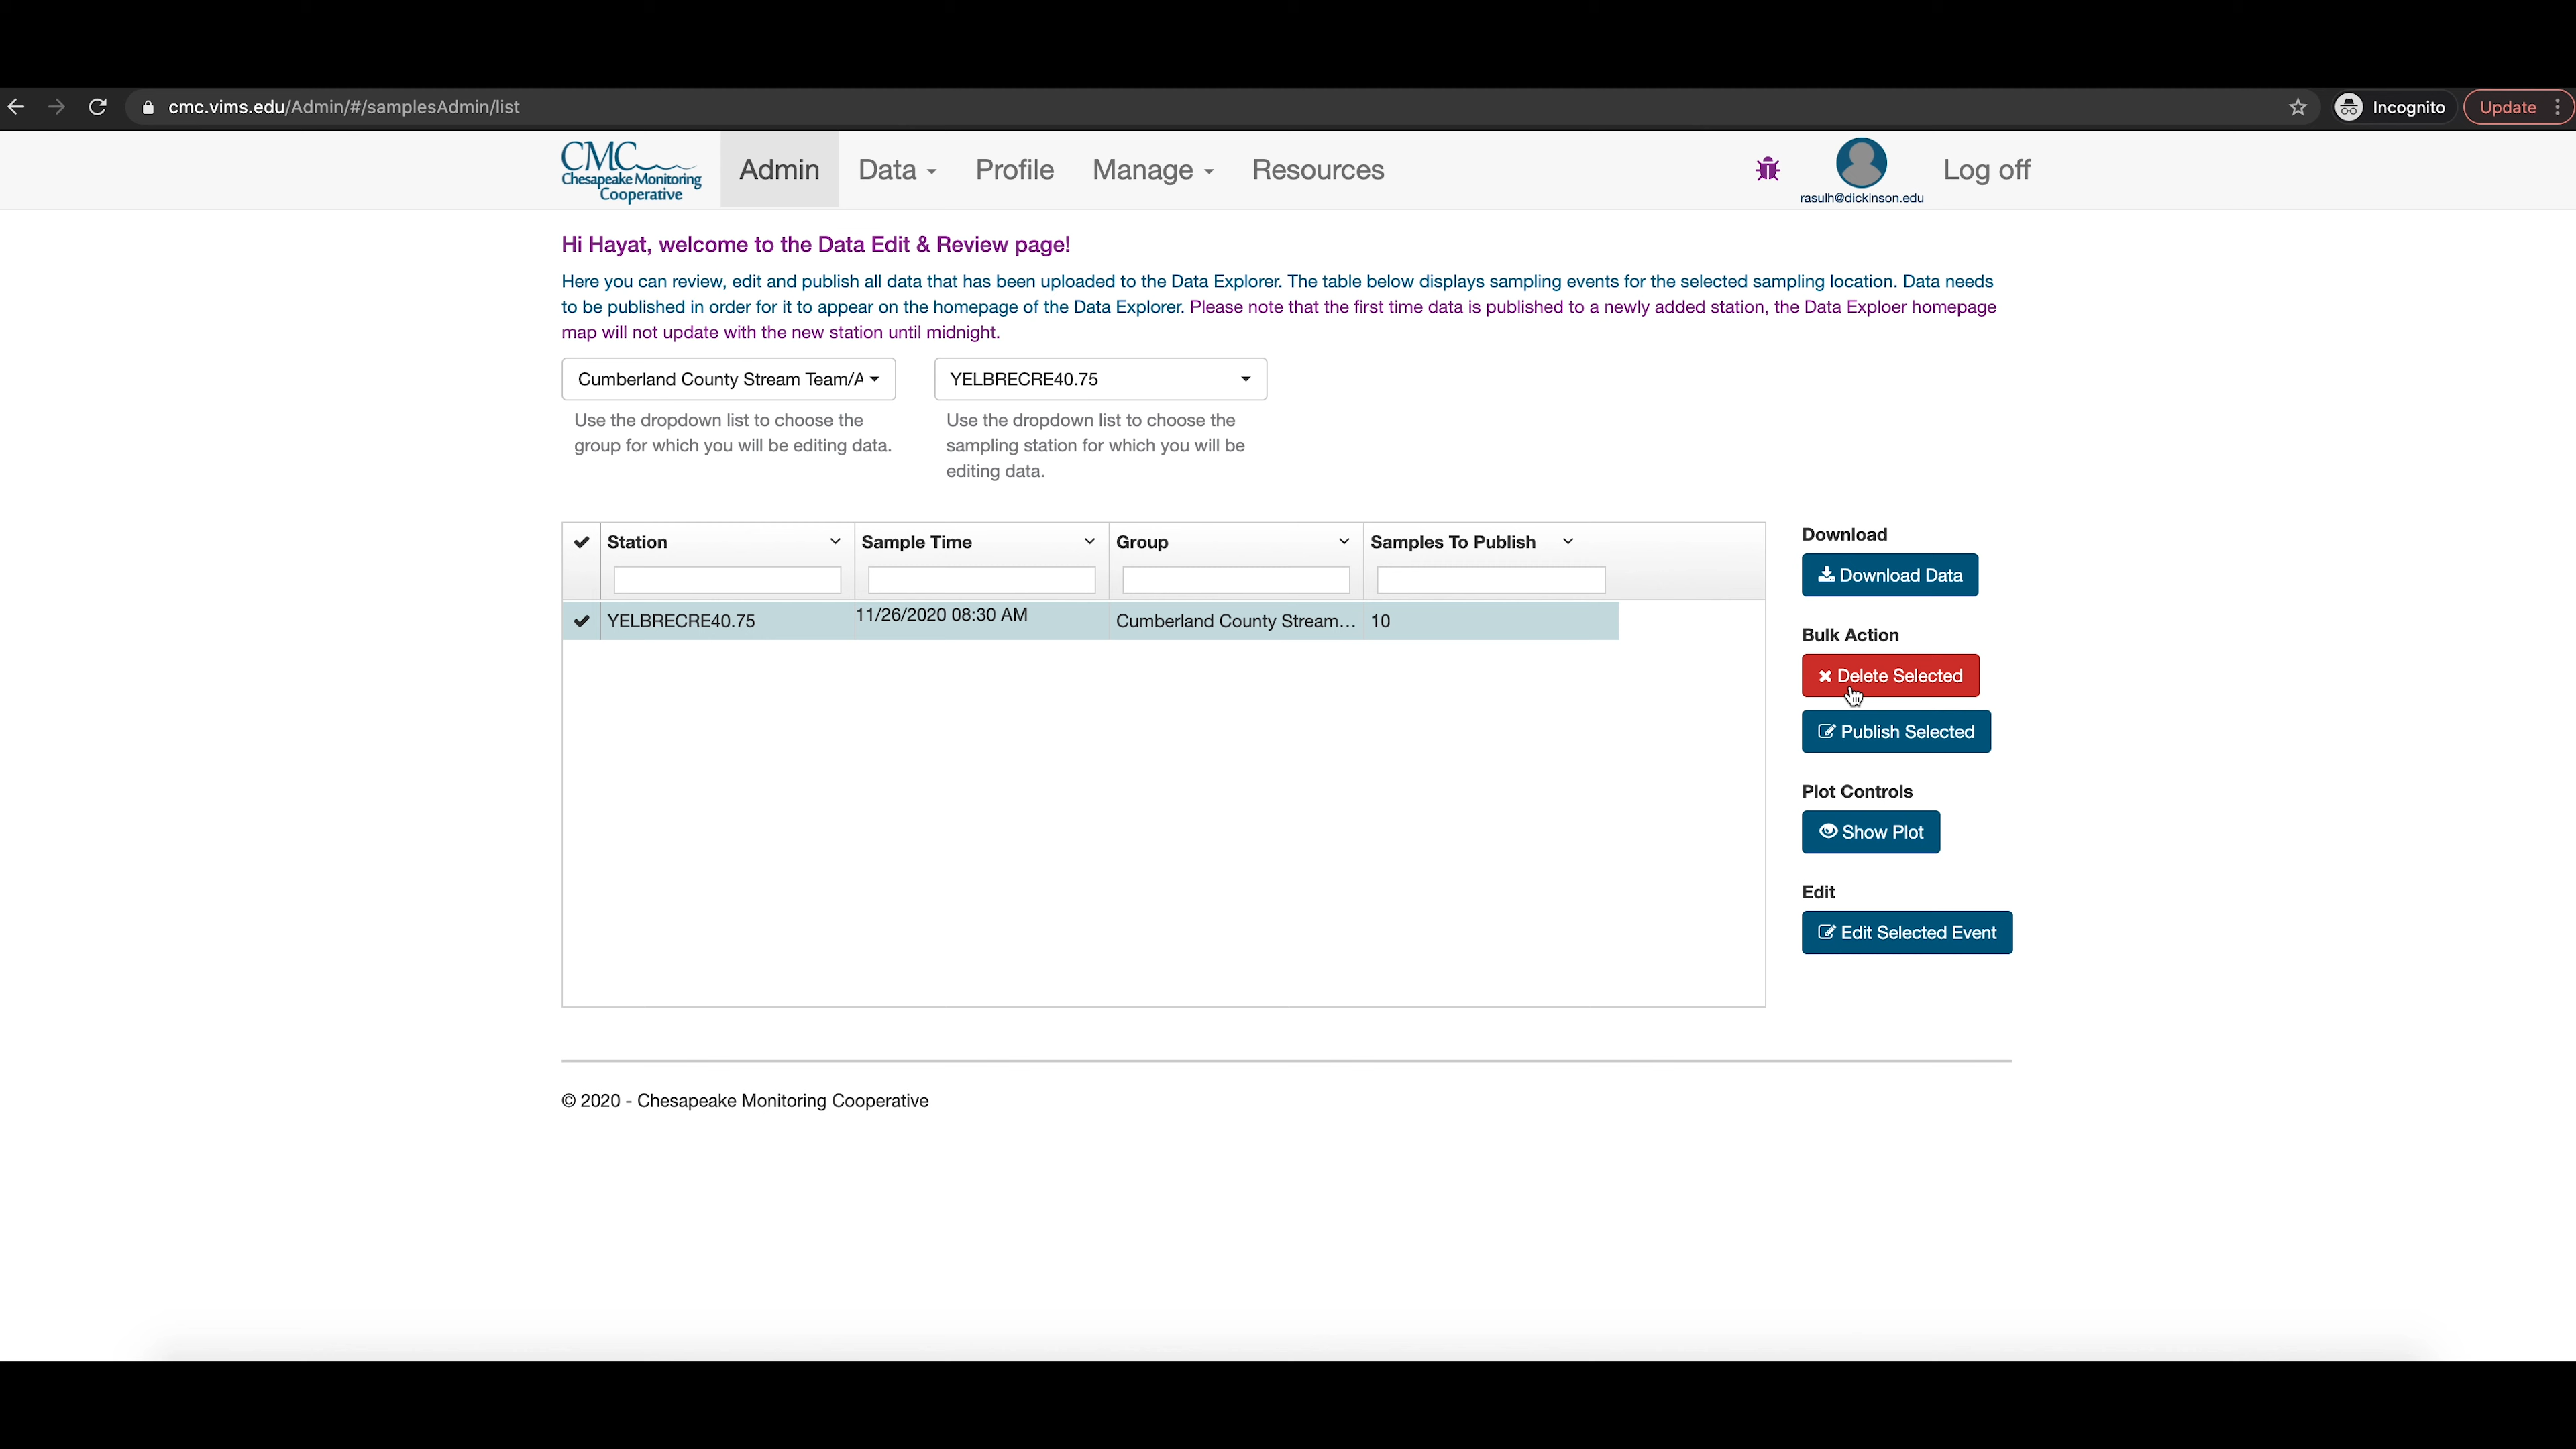 cmc.vims.edu/Admin/#/samplesAdmin/list
Incognito
Update
CMC
Chesapeake Monitoring
Cooperative
Admin
Data
Profile
Manage
Resources
rasulh@dickinson.edu
Log off
Hi Hayat, welcome to the Data Edit & Review page!
Here you can review, edit and publish all data that has been uploaded to the Data Explorer. The table below displays sampling events for the selected sampling location. Data needs
to be published in order for it to appear on the homepage of the Data Explorer. Please note that the first time data is published to a newly added station, the Data Exploer homepage
map will not update with the new station until midnight.
Cumberland County Stream Team/A
YELBRECRE40.75
Use the dropdown list to choose the
group for which you will be editing data.
Use the dropdown list to choose the
sampling station for which you will be
editing data.
Station
Sample Time
Group
Samples To Publish
YELBRECRE40.75
11/26/2020 08:30 AM
Cumberland County Stream...
10
Download
Download Data
Bulk Action
Delete Selected
Publish Selected
Plot Controls
Show Plot
Edit
Edit Selected Event
© 2020 - Chesapeake Monitoring Cooperative